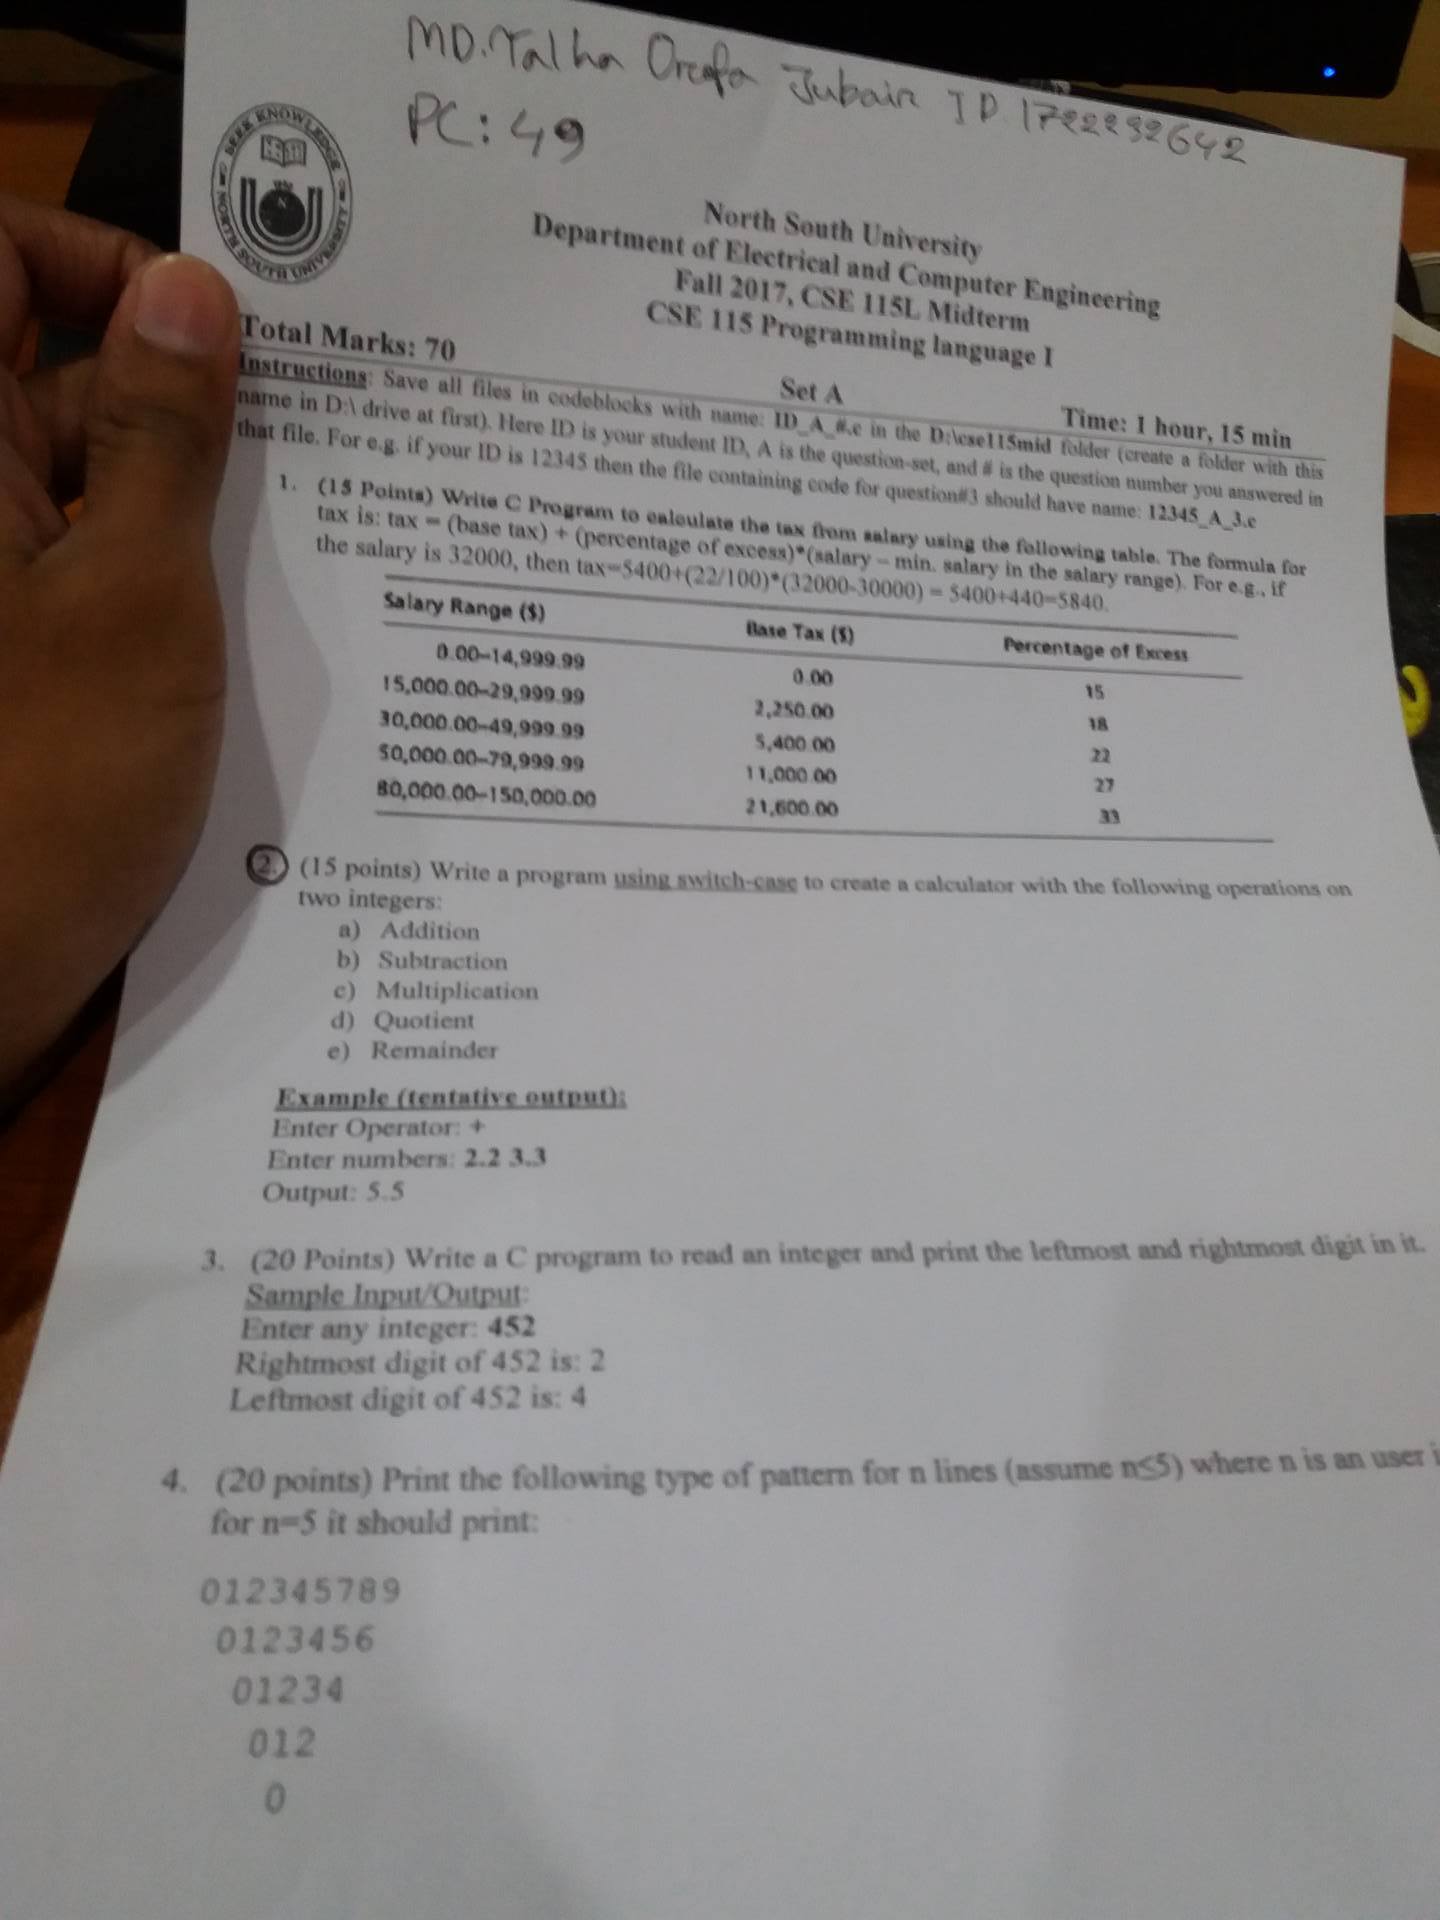 MD. Talha Orcofa Jubair ID 1722232642
PC: 49
SEEK KNOWLEDGE
NORTH SOUTH UNIVERSITY
North South University
Department of Electrical and Computer Engineering
Fall 2017, CSE 115L Midterm
CSE 115 Programming language I
Total Marks: 70
Set A
Time: 1 hour, 15 min
Instructions: Save all files in codeblocks with name: ID_A_#.c in the D:\cse115mid folder (create a folder with this
name in D:\ drive at first). Here ID is your student ID, A is the question-set, and # is the question number you answered in
that file. For e.g. if your ID is 12345 then the file containing code for question#3 should have name: 12345_A_3.c
1. (15 Points) Write C Program to calculate the tax from salary using the following table. The formula for
tax is: tax = (base tax) + (percentage of excess)*(salary – min. salary in the salary range). For e.g., if
the salary is 32000, then tax=5400+(22/100)*(32000-30000) = 5400+440=5840.
Salary Range ($) Base Tax ($) Percentage of Excess
0.00–14,999.99 0.00 15
15,000.00–29,999.99 2,250.00 18
30,000.00–49,999.99 5,400.00 22
50,000.00–79,999.99 11,000.00 27
80,000.00–150,000.00 21,600.00 33
2. (15 points) Write a program using switch-case to create a calculator with the following operations on
two integers:
a) Addition
b) Subtraction
c) Multiplication
d) Quotient
e) Remainder
Example (tentative output):
Enter Operator: +
Enter numbers: 2.2 3.3
Output: 5.5
3. (20 Points) Write a C program to read an integer and print the leftmost and rightmost digit in it.
Sample Input/Output:
Enter any integer: 452
Rightmost digit of 452 is: 2
Leftmost digit of 452 is: 4
4. (20 points) Print the following type of pattern for n lines (assume n≤5) where n is an user
for n=5 it should print:
012345789
0123456
01234
012
0